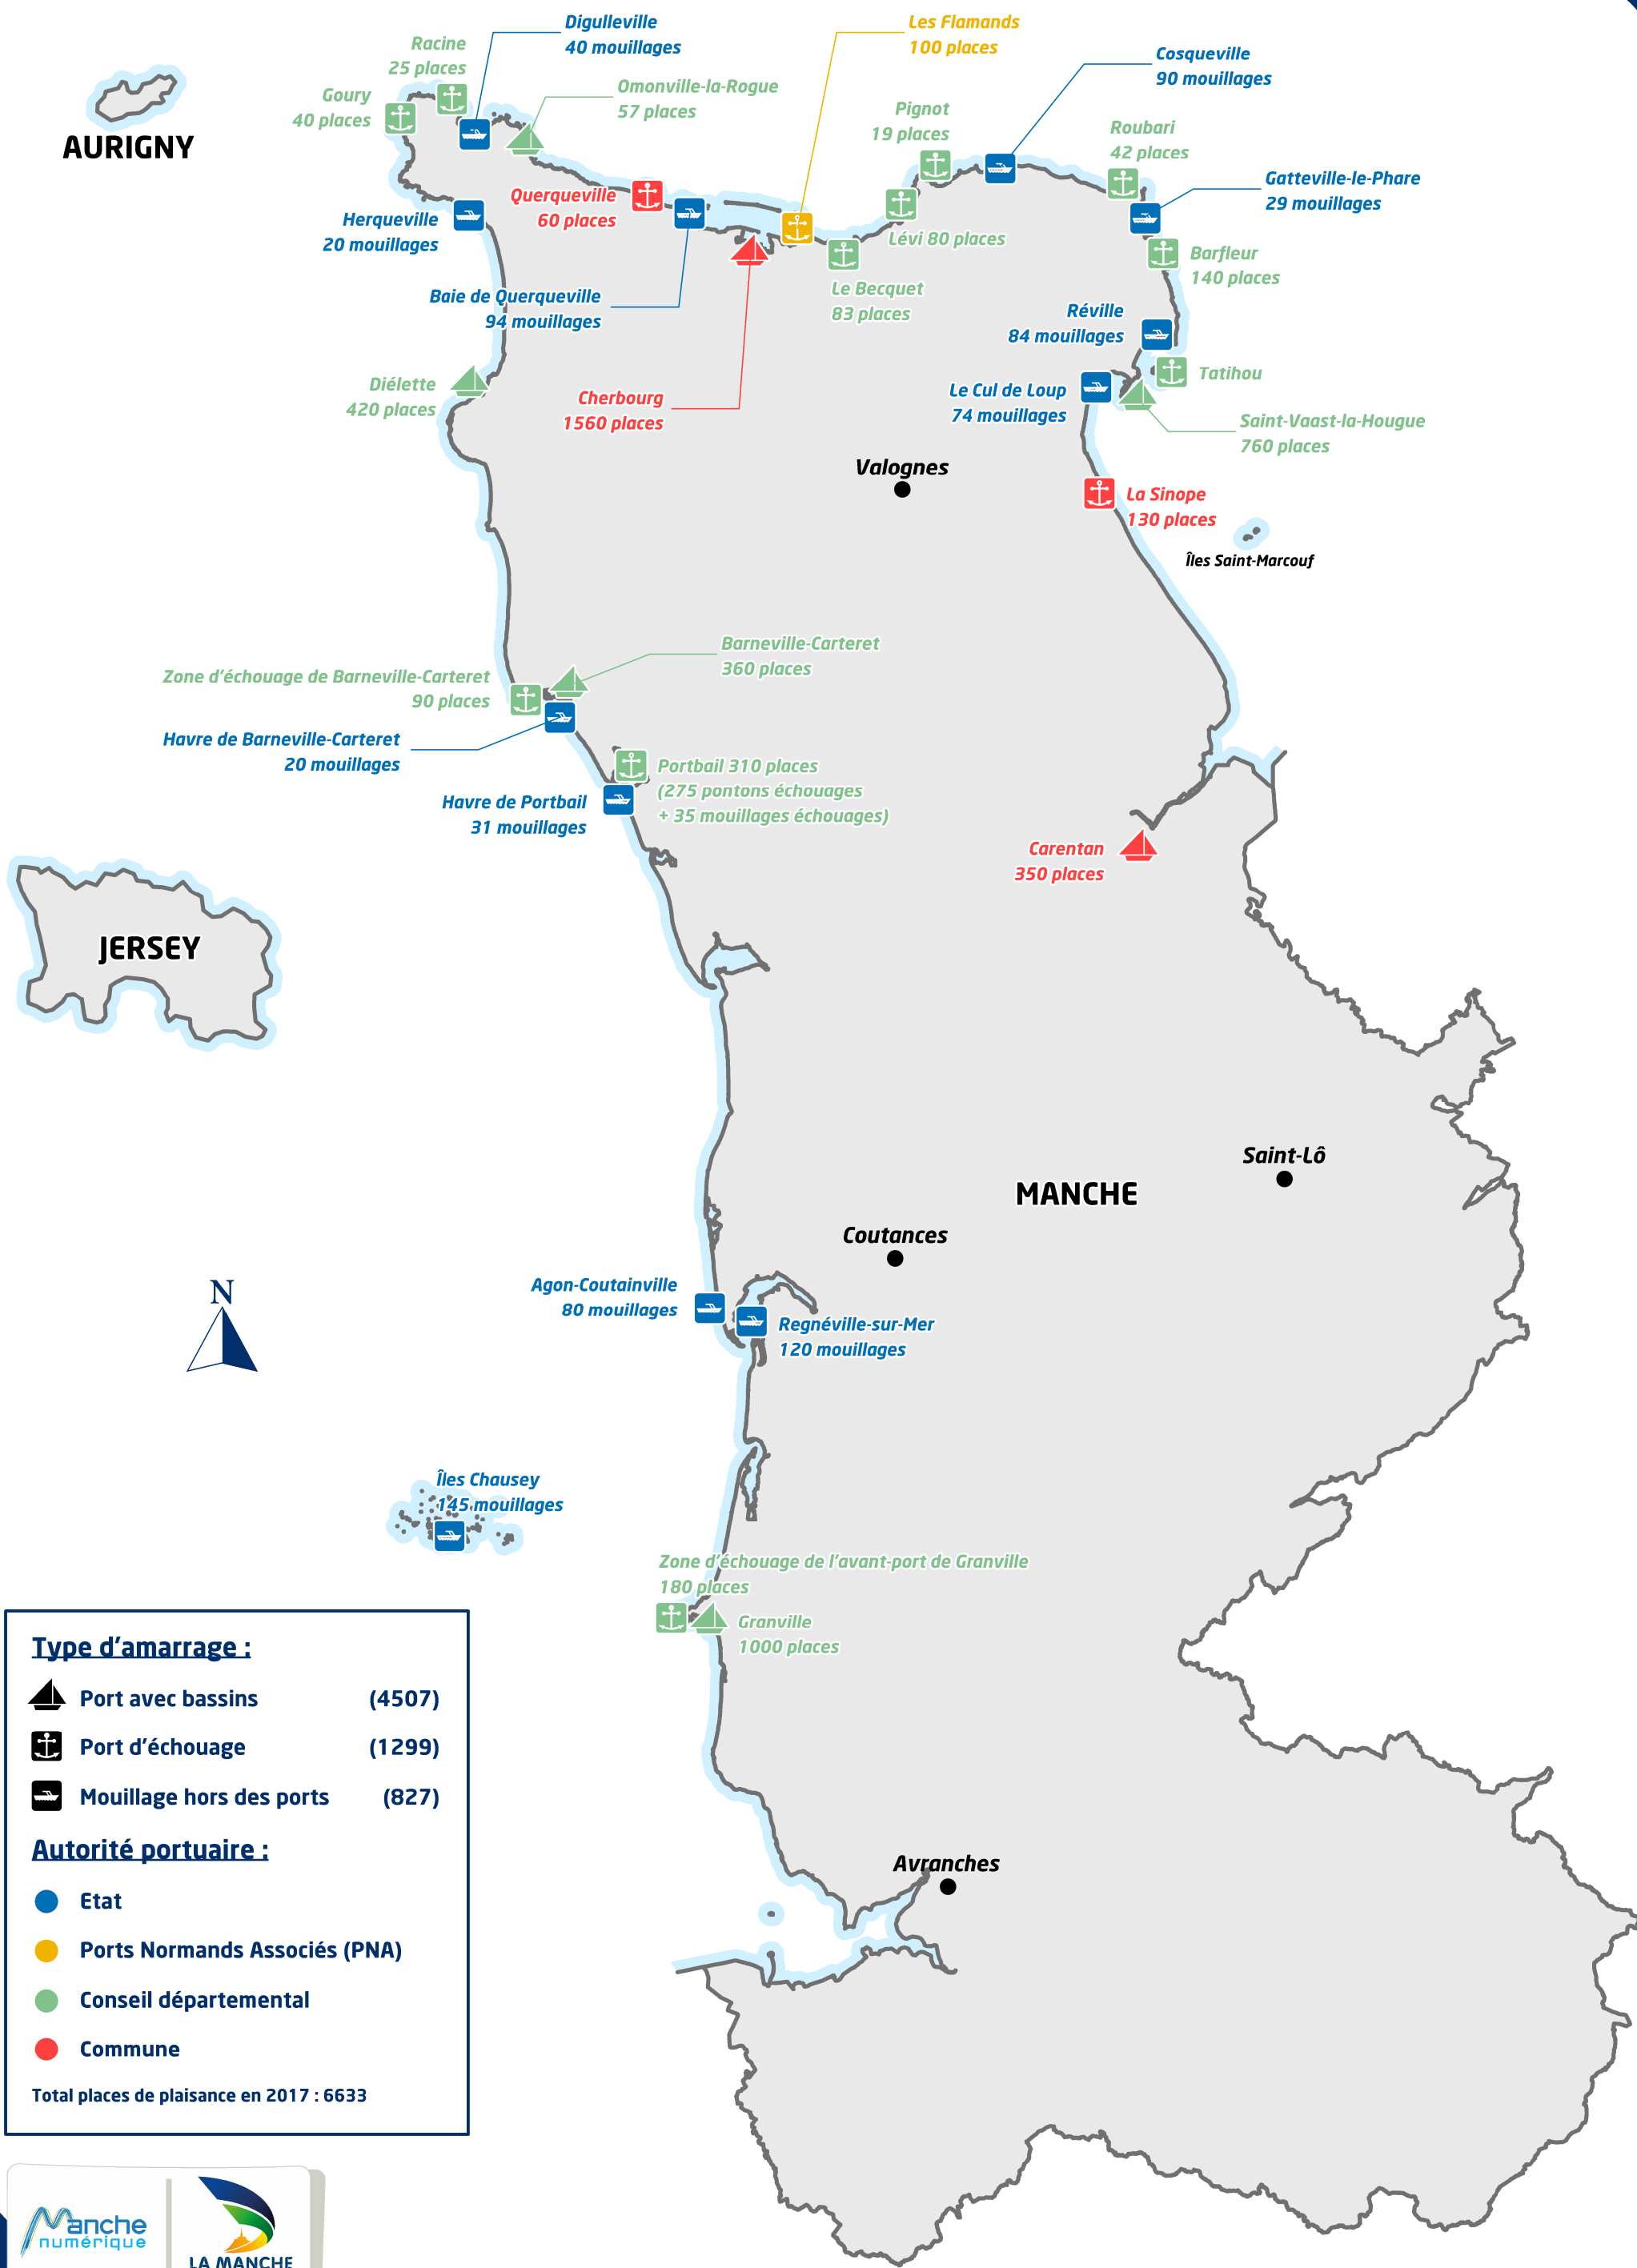 Digulleville
40 mouillages
Les Flamands
100 places
Racine
25 places
Cosqueville
90 mouillages
Omonville-la-Rogue
57 places
Goury
40 places
Pignot
19 places
Roubari
42 places
AURIGNY
Gatteville-le-Phare
29 mouillages
Querqueville
60 places
Herqueville
20 mouillages
Lévi 80 places
Barfleur
140 places
Le Becquet
83 places
Baie de Querqueville
94 mouillages
Réville
84 mouillages
Tatihou
Diélette
420 places
Le Cul de Loup
74 mouillages
Cherbourg
1560 places
Saint-Vaast-la-Hougue
760 places
Valognes
La Sinope
130 places
Îles Saint-Marcouf
Barneville-Carteret
360 places
Zone d'échouage de Barneville-Carteret
90 places
Havre de Barneville-Carteret
20 mouillages
Portbail 310 places
(275 pontons échouages
+ 35 mouillages échouages)
Havre de Portbail
31 mouillages
Carentan
350 places
JERSEY
Saint-Lô
MANCHE
Coutances
N
Agon-Coutainville
80 mouillages
Regnéville-sur-Mer
120 mouillages
Îles Chausey
145 mouillages
Zone d'échouage de l'avant-port de Granville
180 places
Granville
1000 places
Type d'amarrage :
Port avec bassins (4507)
Port d'échouage (1299)
Mouillage hors des ports (827)
Autorité portuaire :
Etat
Ports Normands Associés (PNA)
Conseil départemental
Commune
Total places de plaisance en 2017 : 6633
Avranches
Manche
numérique
LA MANCHE